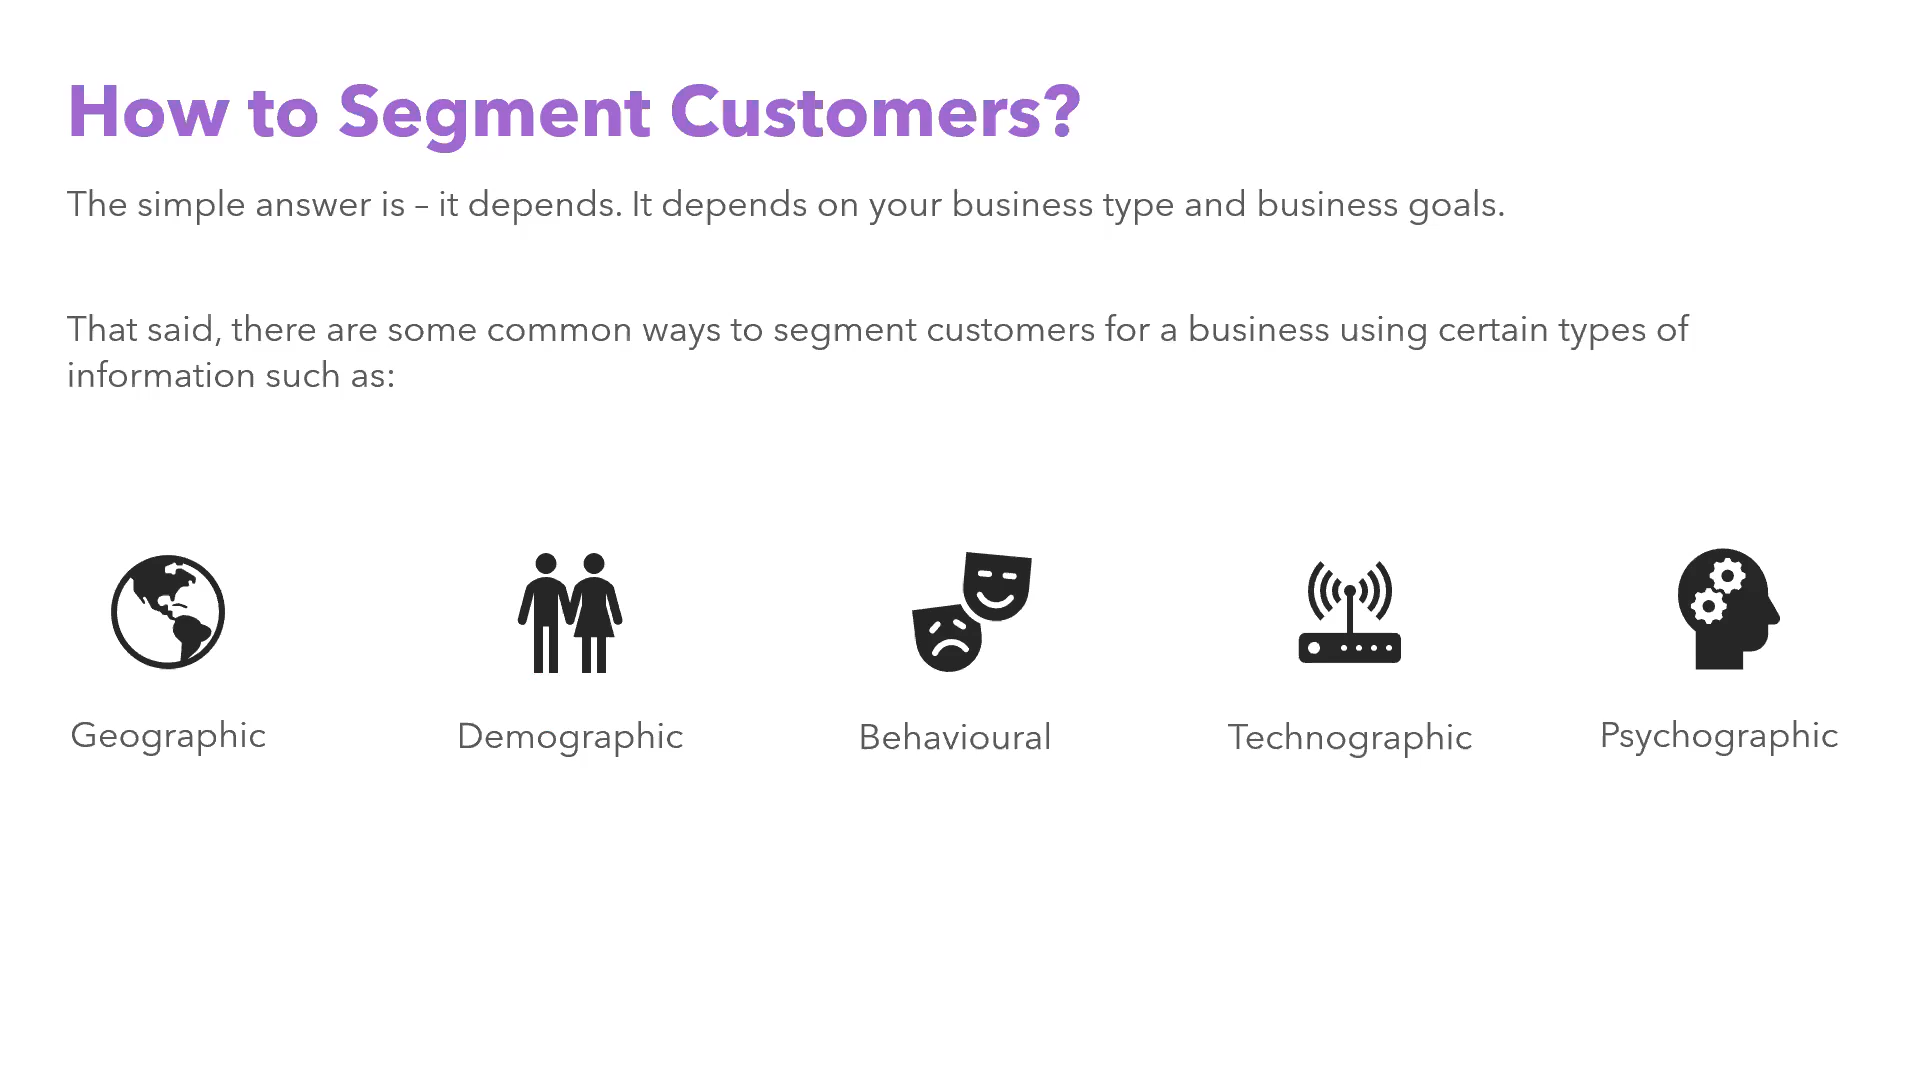 How to Segment Customers?
The simple answer is – it depends. It depends on your business type and business goals.
That said, there are some common ways to segment customers for a business using certain types of
information such as:
Geographic
Demographic
Behavioural
Technographic
Psychographic